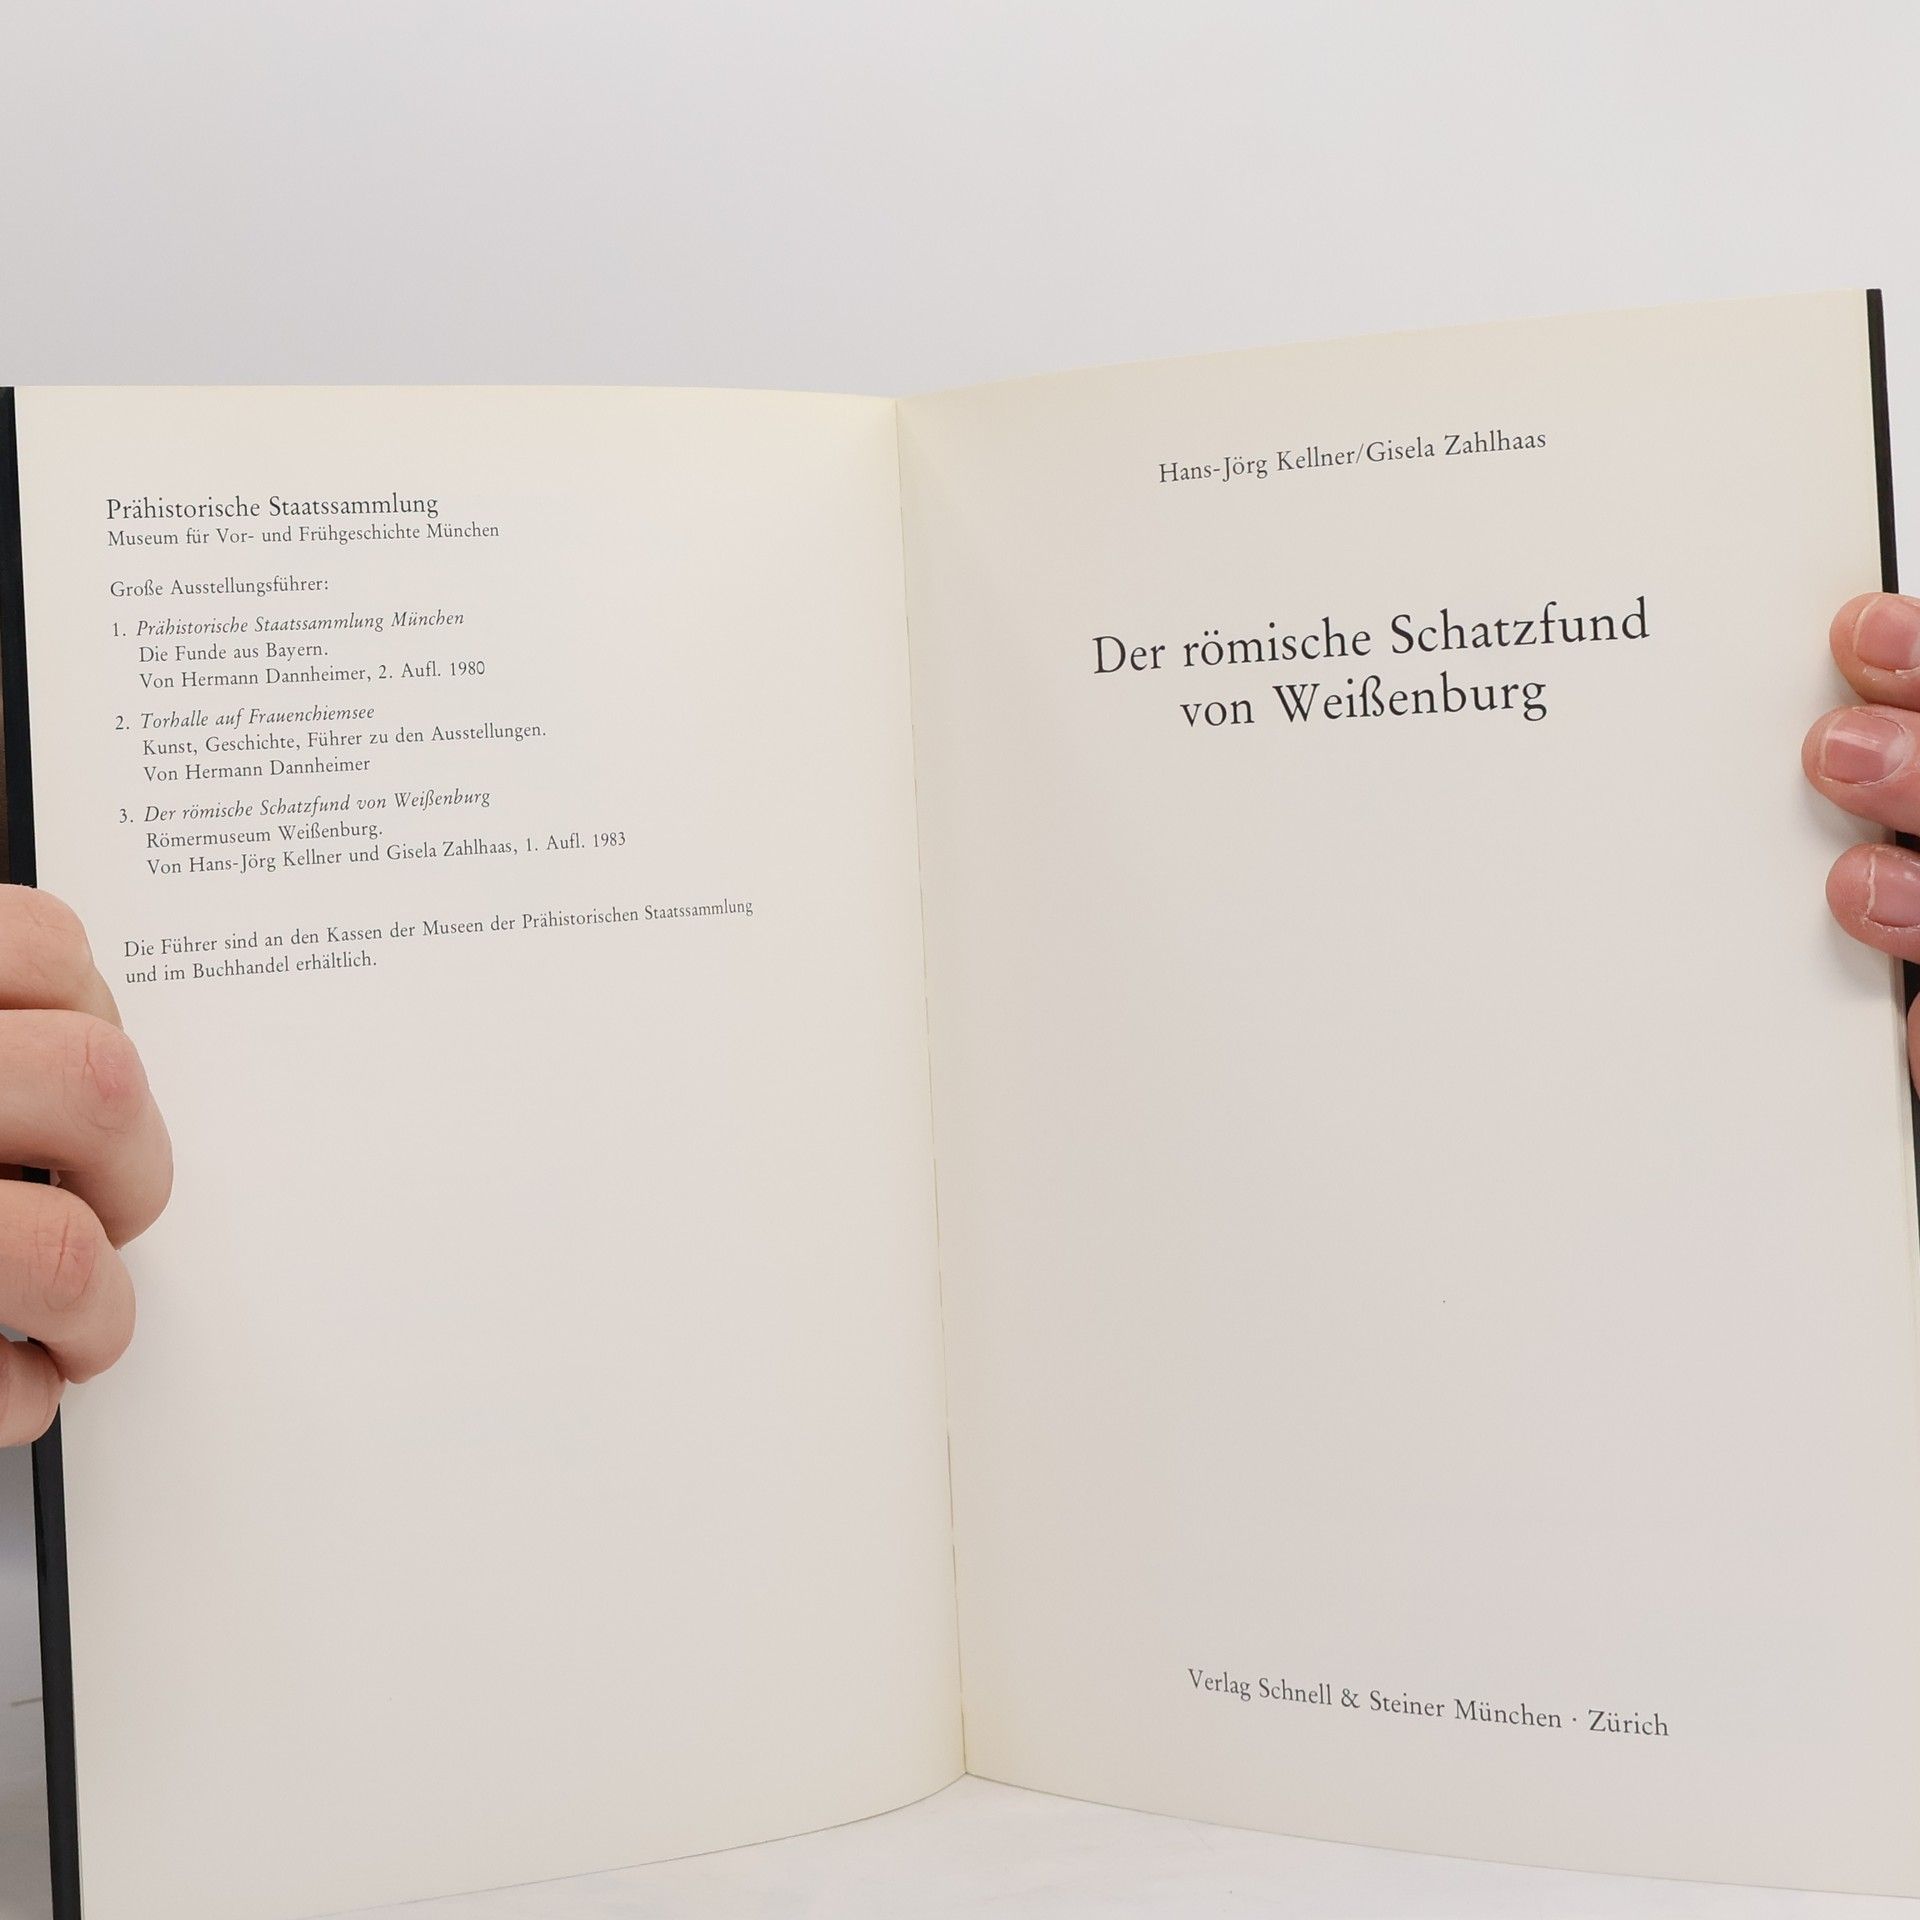 Prähistorische Staatssammlung
Museum für Vor- und Frühgeschichte München
Große Ausstellungsführer:
1. Prähistorische Staatssammlung München
Die Funde aus Bayern.
Von Hermann Dannheimer, 2. Aufl. 1980
2. Torhalle auf Frauenchiemsee
Kunst, Geschichte, Führer zu den Ausstellungen.
Von Hermann Dannheimer
3. Der römische Schatzfund von Weißenburg
Römermuseum Weißenburg.
Von Hans-Jörg Kellner und Gisela Zahlhaas, 1. Aufl. 1983
Die Führer sind an den Kassen der Museen der Prähistorischen Staatssammlung
und im Buchhandel erhältlich.
Hans-Jörg Kellner/Gisela Zahlhaas
Der römische Schatzfund
von Weißenburg
Verlag Schnell & Steiner München · Zürich